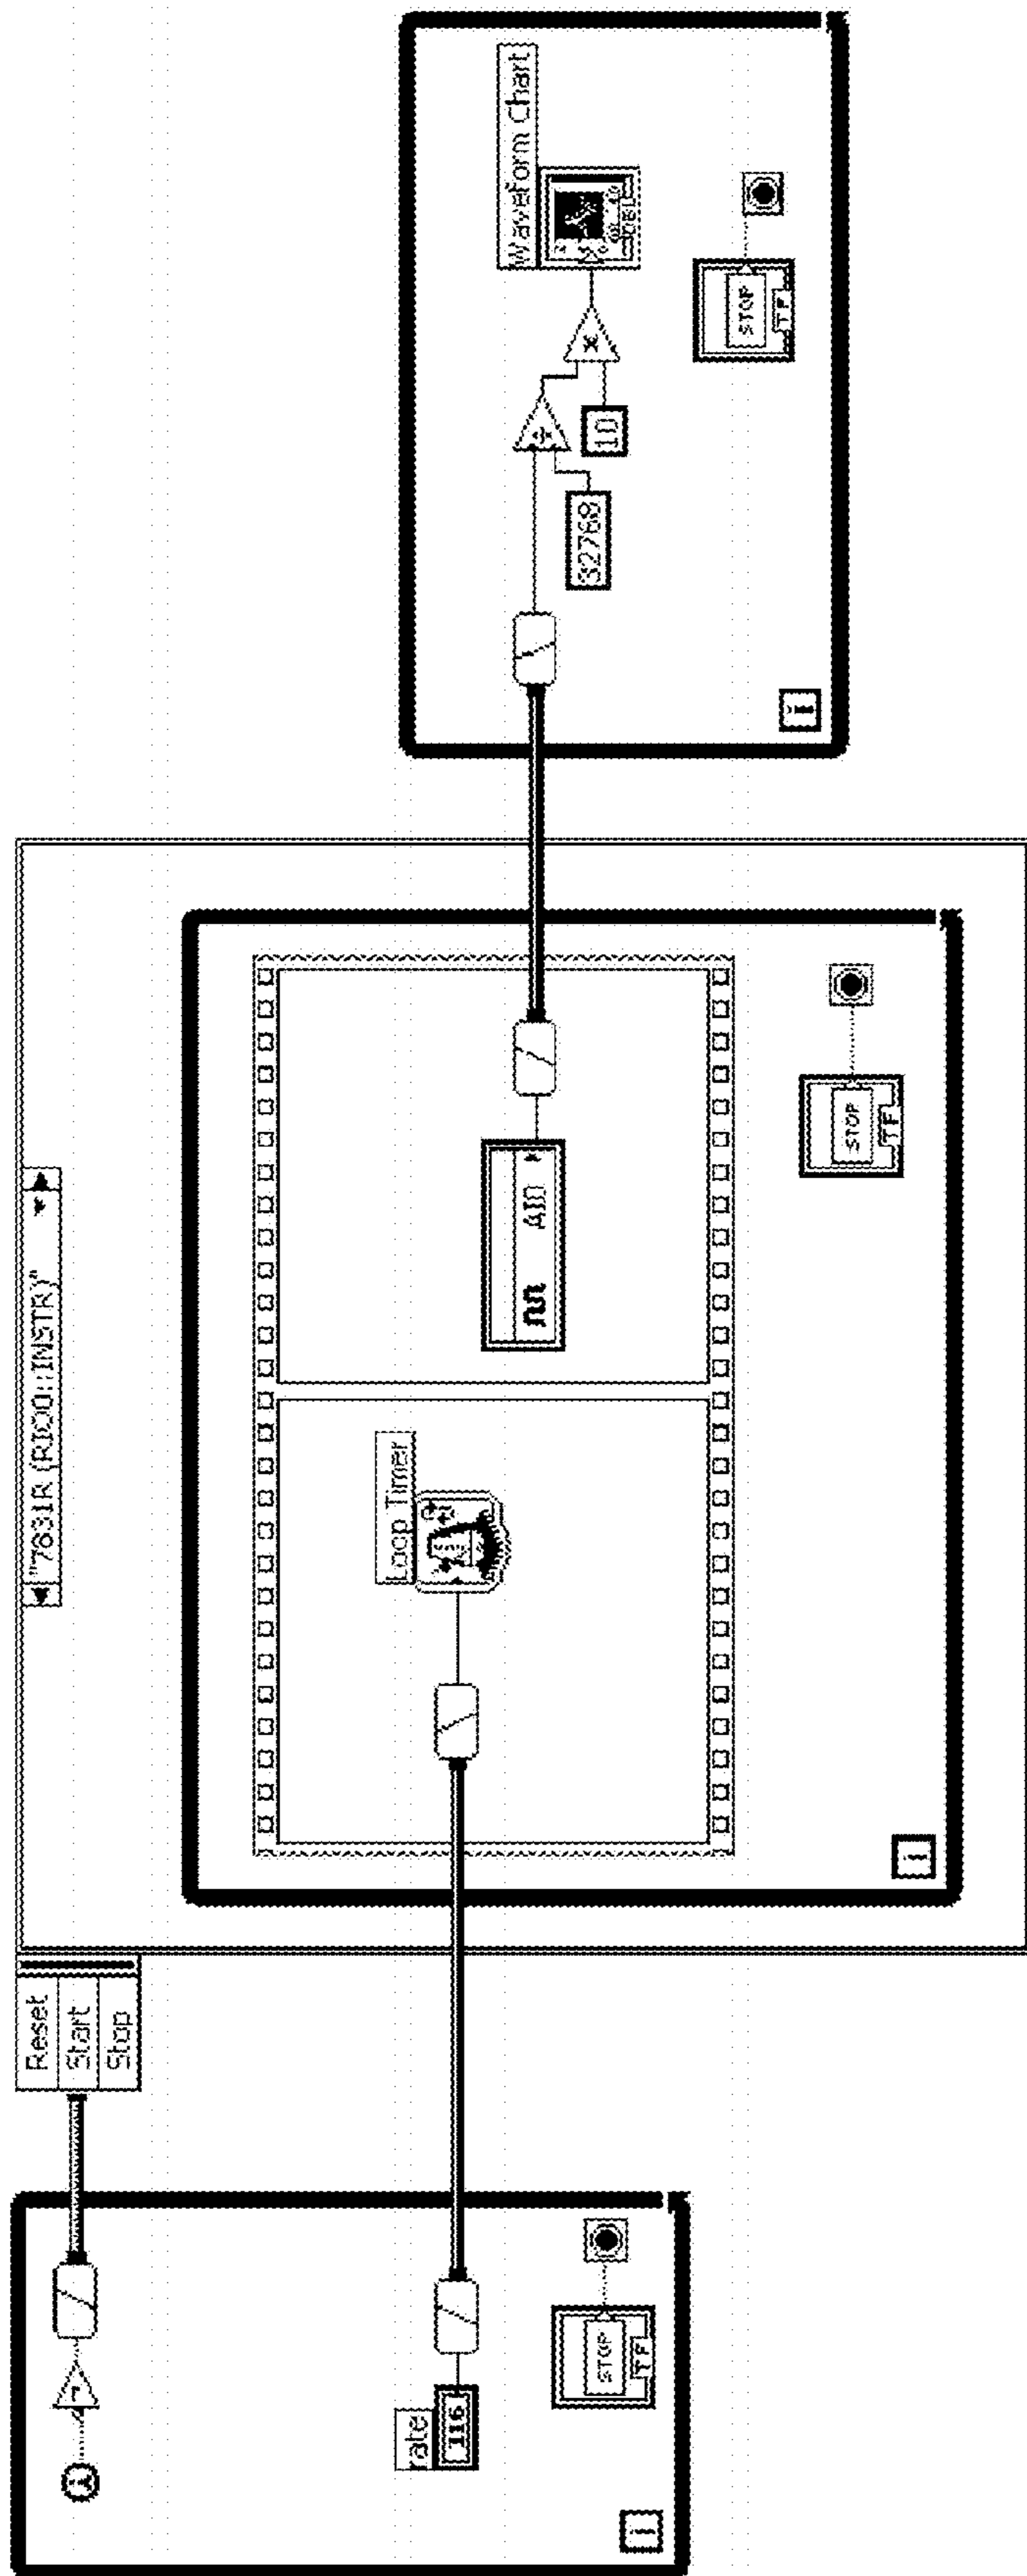 Reset
Start
Stop
rate
116
STOP
TF
i
"7831R (RIO0::INSTR)"
Loop Timer
AI0
STOP
TF
i
32768
10
÷
x
Waveform Chart
STOP
TF
i